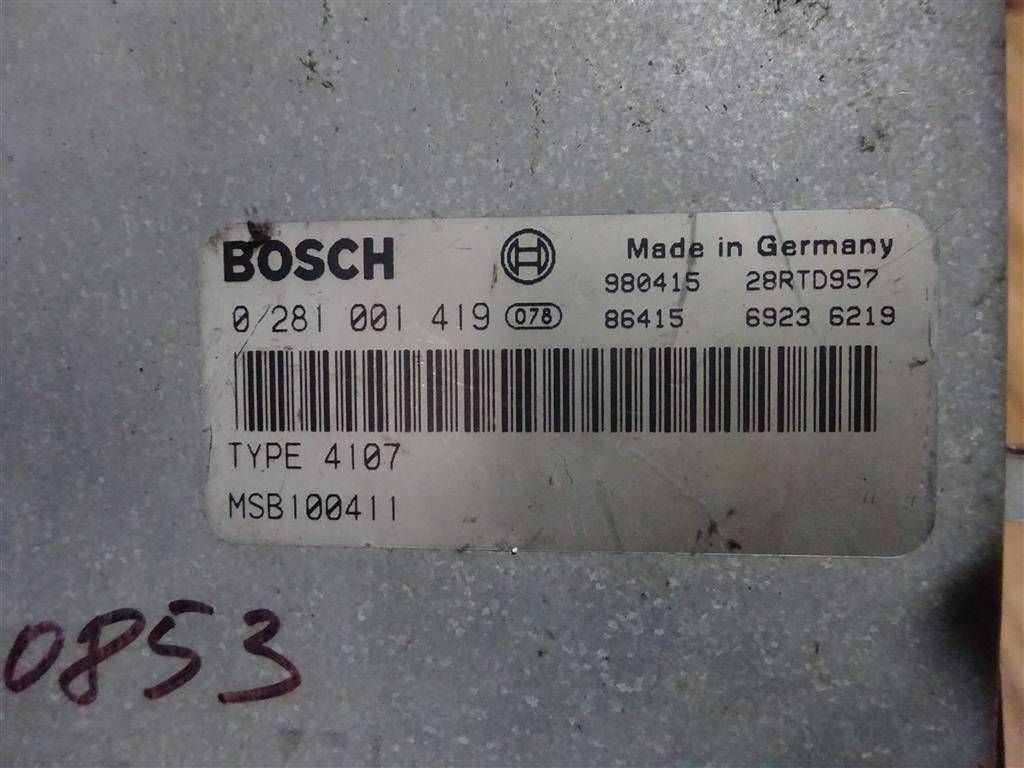 BOSCH Made in Germany
980415 28RTD957
0 281 001 419 078 86415 6923 6219
TYPE 4107
MSB100411
0853